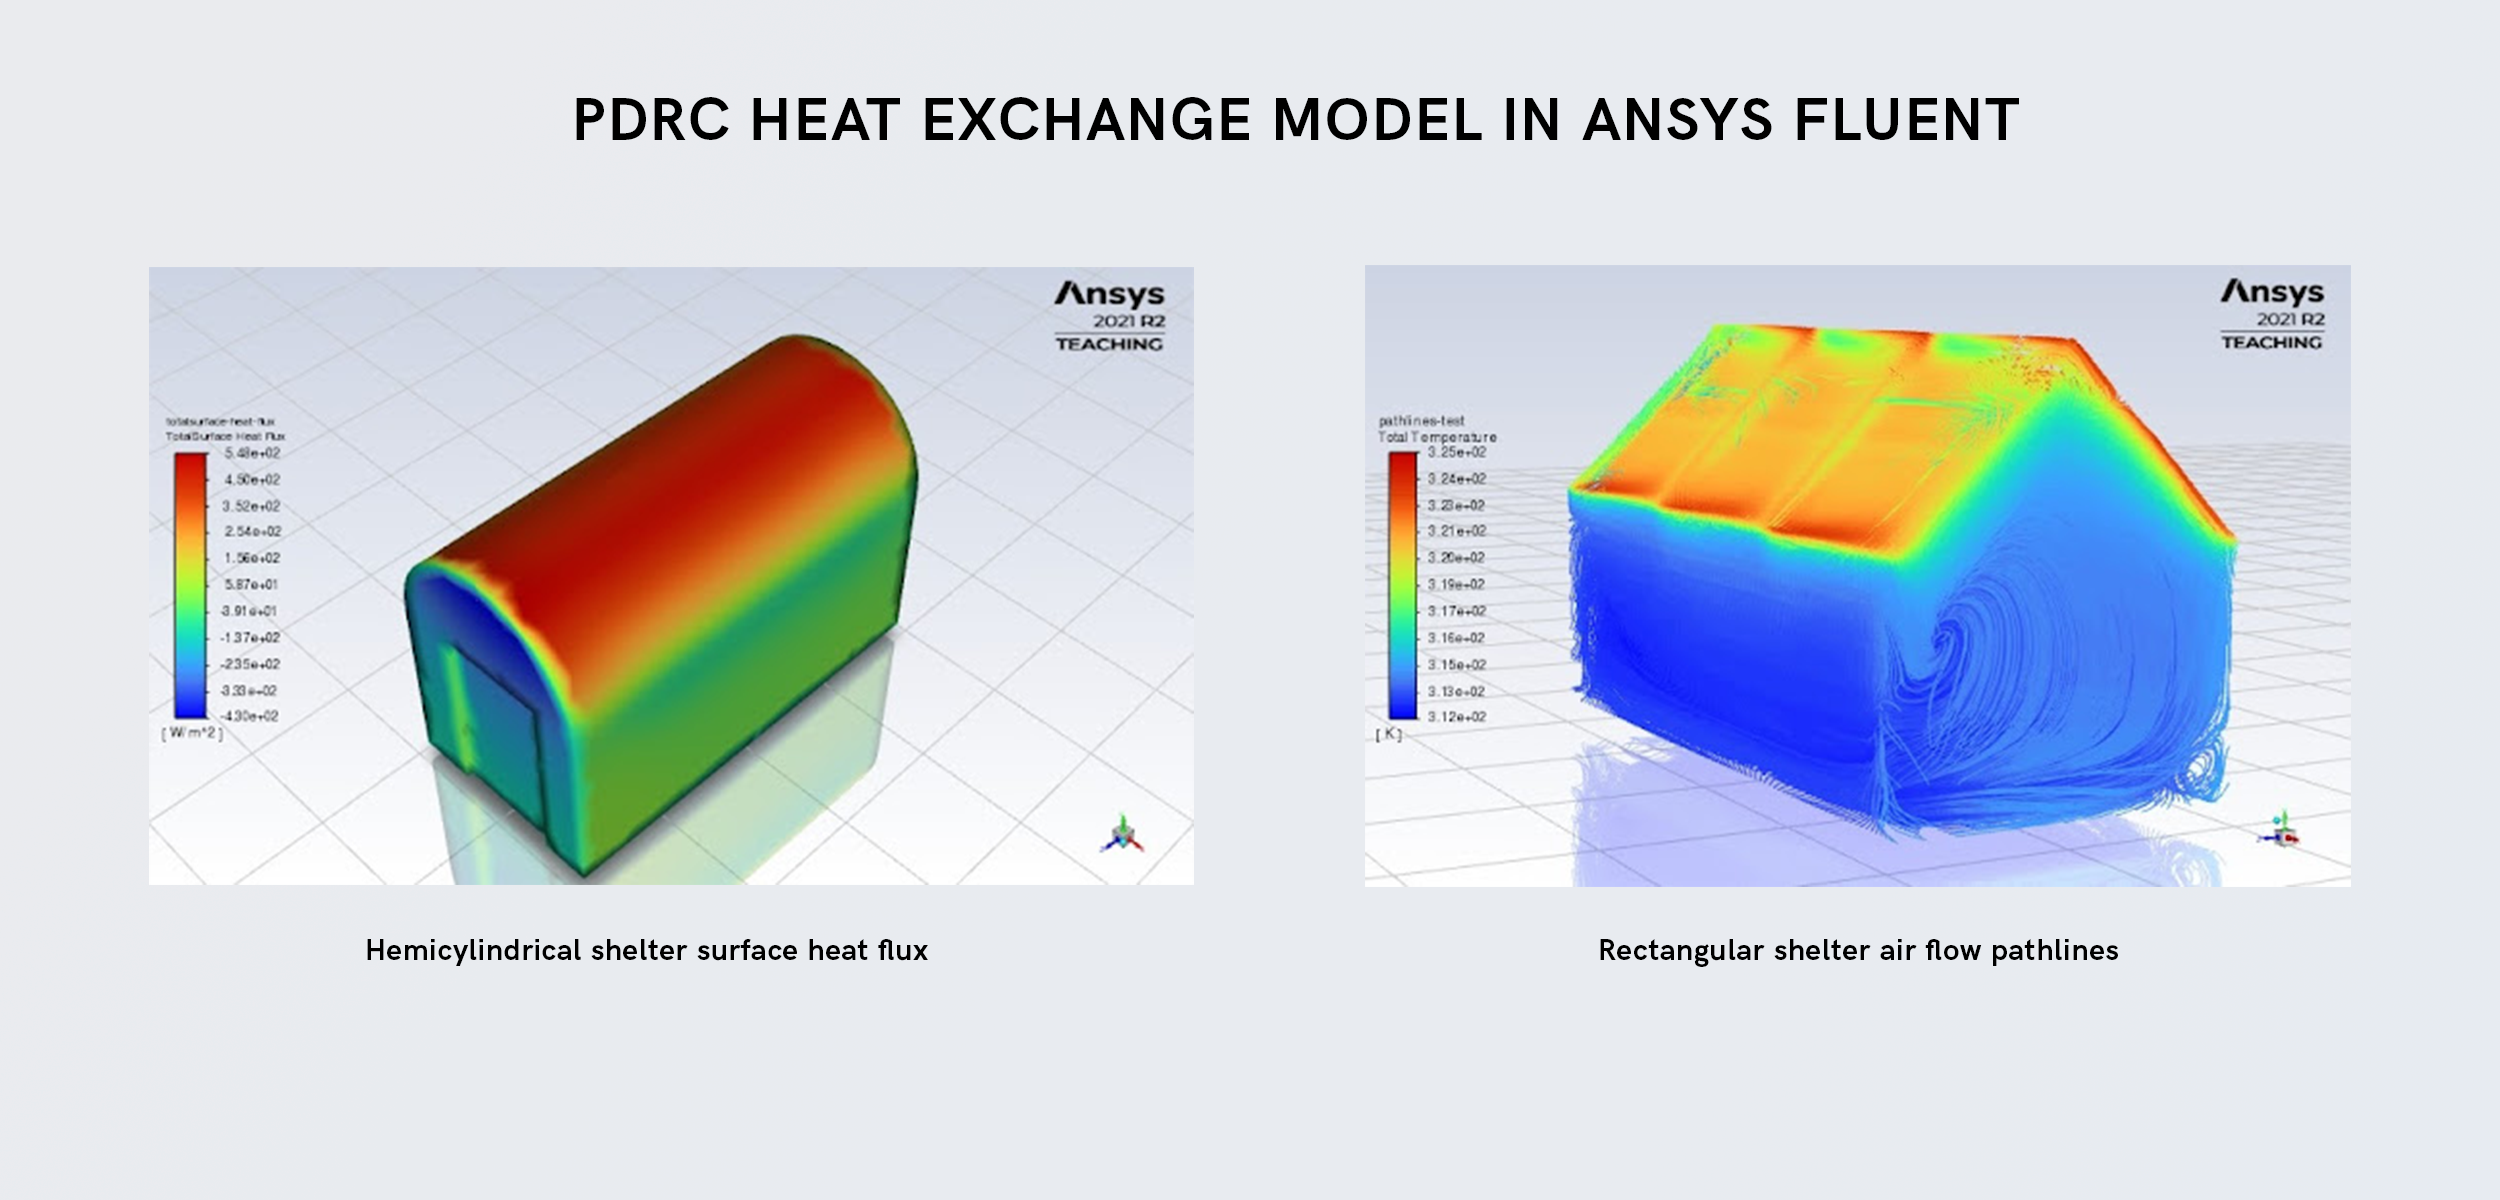 PDRC HEAT EXCHANGE MODEL IN ANSYS FLUENT
Ansys
2021 R2
TEACHING
totalsurface-heat-flux
TotalSurface Heat Flux
5.48e+02
4.50e+02
3.52e+02
2.54e+02
1.56e+02
5.87e+01
-3.91e+01
-1.37e+02
-2.35e+02
-3.33e+02
-4.30e+02
[ W/m^2 ]
Hemicylindrical shelter surface heat flux
Ansys
2021 R2
TEACHING
pathlines-test
Total Temperature
3.25e+02
3.24e+02
3.23e+02
3.21e+02
3.20e+02
3.19e+02
3.17e+02
3.16e+02
3.15e+02
3.13e+02
3.12e+02
[ K ]
Rectangular shelter air flow pathlines